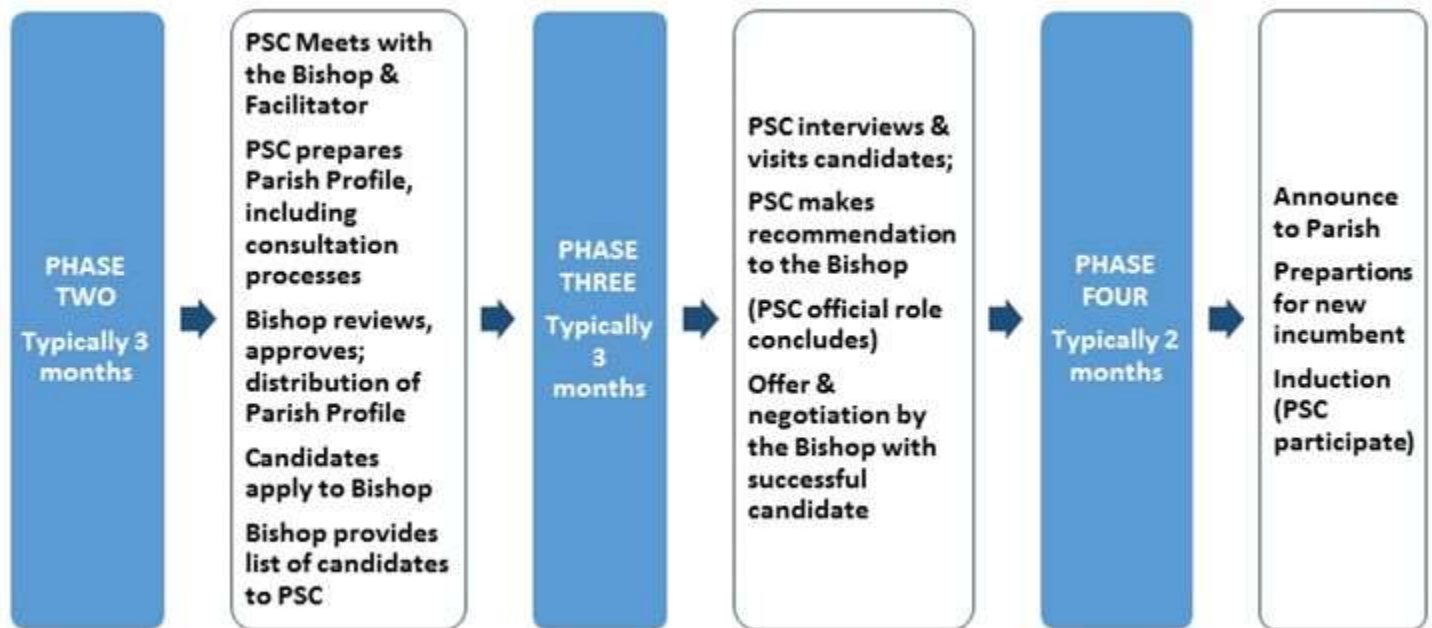 PHASE
TWO
Typically 3
months
PSC Meets with
the Bishop &
Facilitator
PSC prepares
Parish Profile,
including
consultation
processes
Bishop reviews,
approves;
distribution of
Parish Profile
Candidates
apply to Bishop
Bishop provides
list of candidates
to PSC
PHASE
THREE
Typically
3
months
PSC interviews &
visits candidates;
PSC makes
recommendation
to the Bishop
(PSC official role
concludes)
Offer &
negotiation by
the Bishop with
successful
candidate
PHASE
FOUR
Typically 2
months
Announce
to Parish
Prepartions
for new
incumbent
Induction
(PSC
participate)